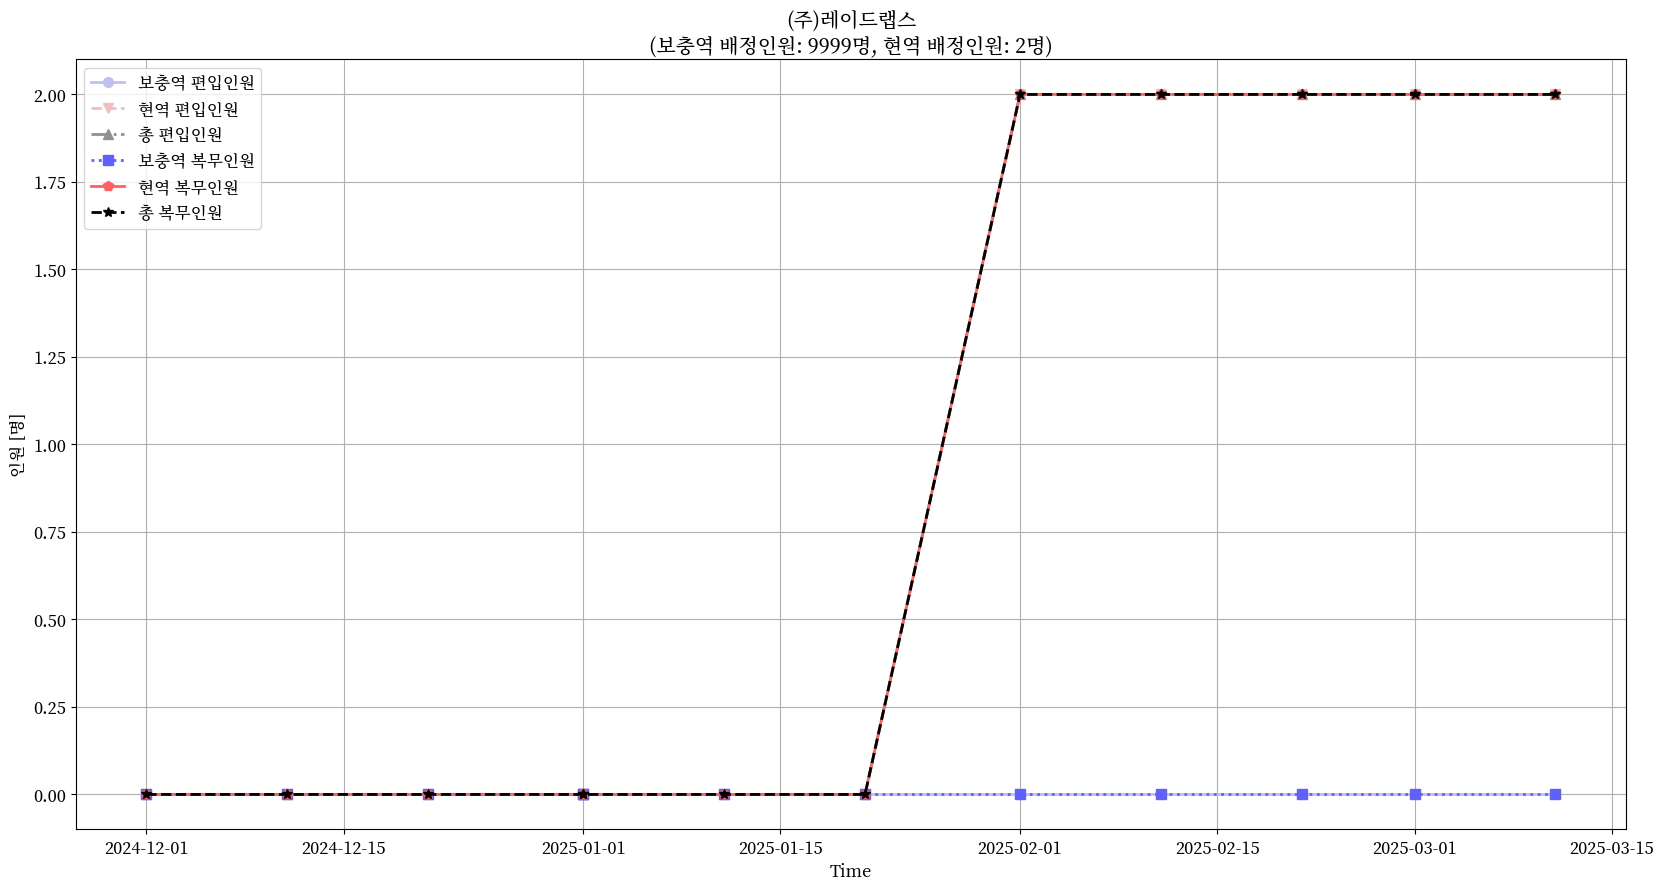 (주)레이드랩스
(보충역 배정인원: 9999명, 현역 배정인원: 2명)
보충역 편입인원
현역 편입인원
총 편입인원
보충역 복무인원
현역 복무인원
총 복무인원
인원 [명]
2.00
1.75
1.50
1.25
1.00
0.75
0.50
0.25
0.00
2024-12-01
2024-12-15
2025-01-01
2025-01-15
2025-02-01
2025-02-15
2025-03-01
2025-03-15
Time